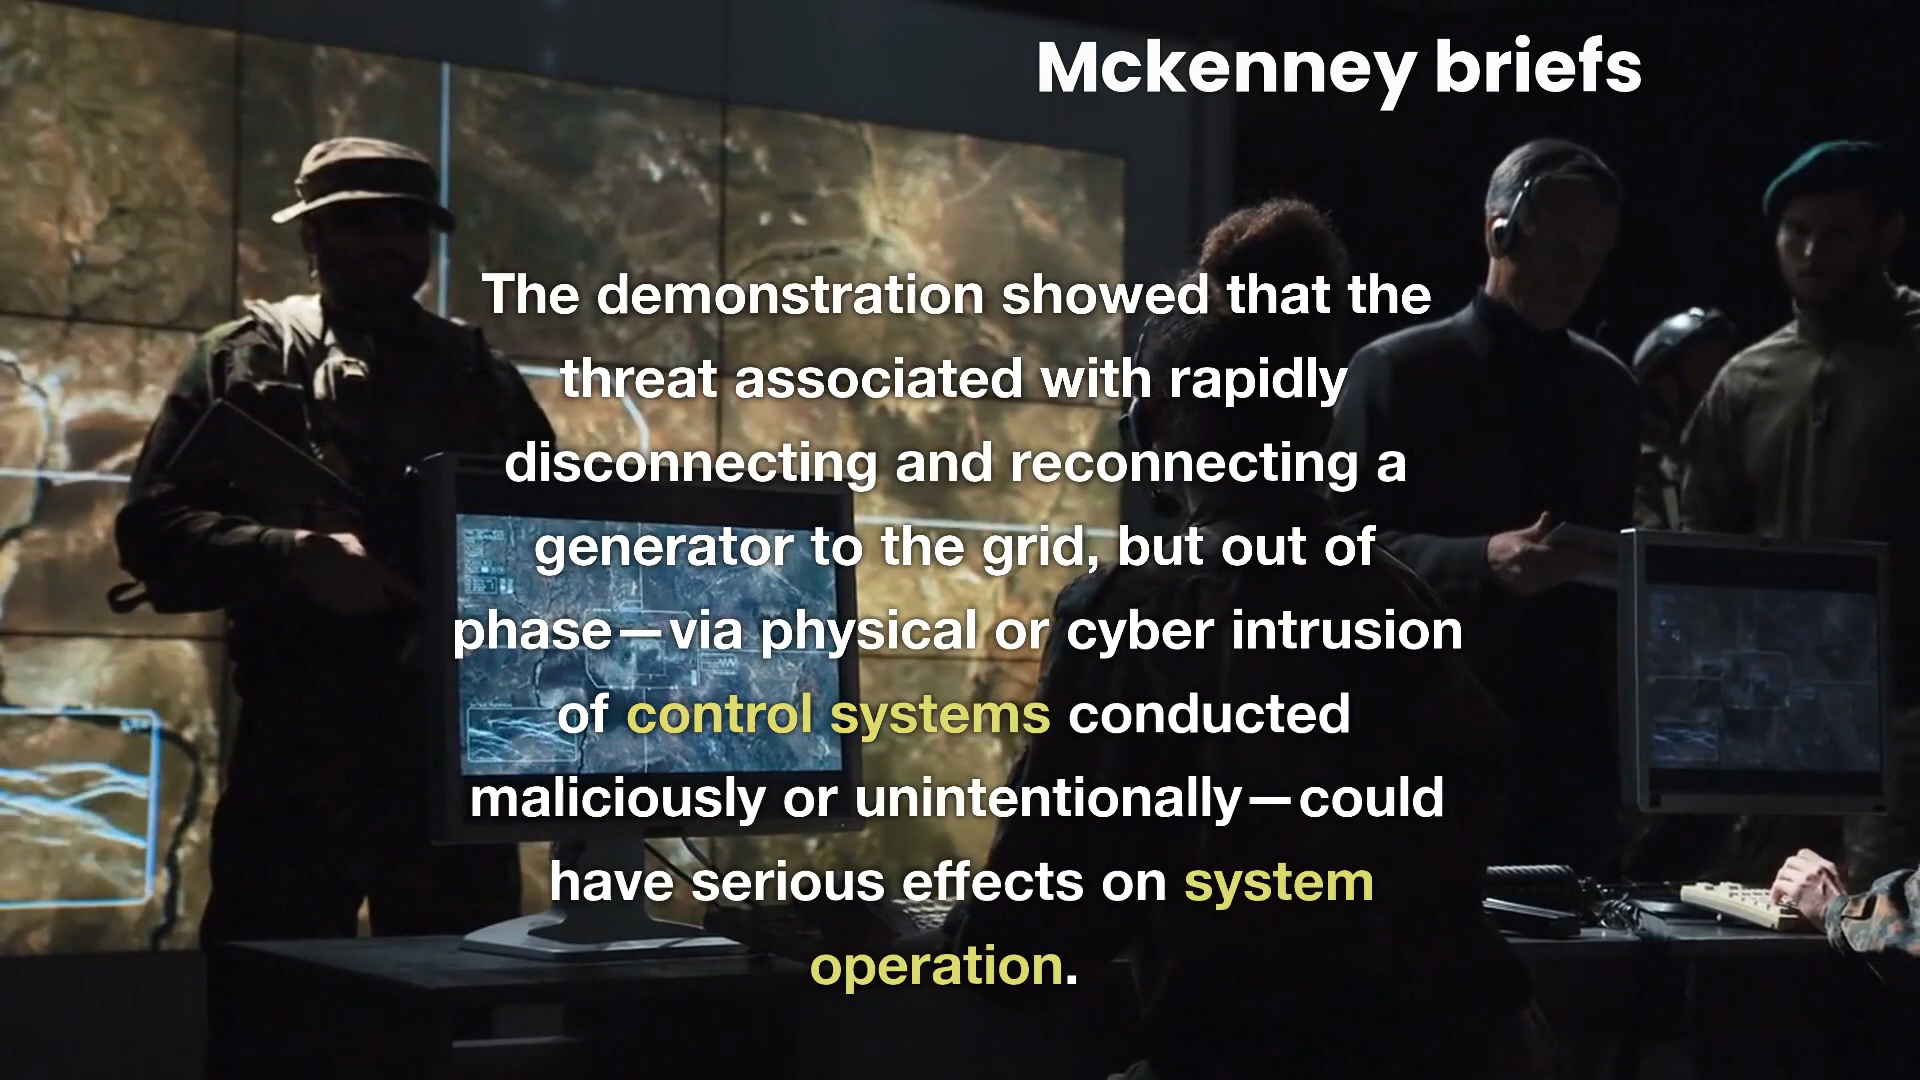 Mckenney briefs
The demonstration showed that the
threat associated with rapidly
disconnecting and reconnecting a
generator to the grid, but out of
phase—via physical or cyber intrusion
of control systems conducted
maliciously or unintentionally—could
have serious effects on system
operation.